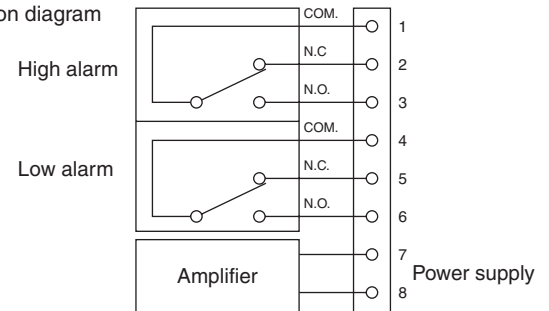 on diagram
High alarm
COM.
1
N.C
2
N.O.
3
Low alarm
COM.
4
N.C.
5
N.O.
6
Amplifier
7
Power supply
8